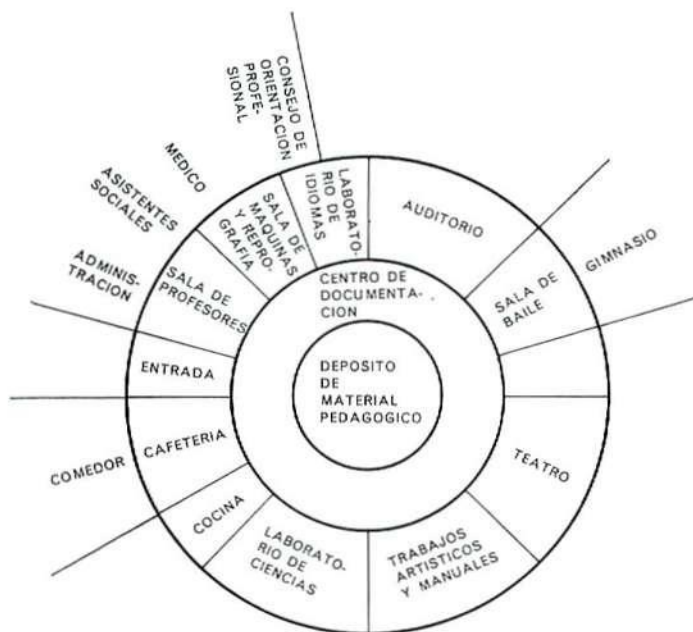 CONSEJO DE
ORIENTACION
PROFE-
SIONAL
MEDICO
ASISTENTES
SOCIALES
ADMINIS-
TRACION
LABORATO-
RIO DE
IDIOMAS
AUDITORIO
SALA DE
MAQUINAS
Y REPRO-
GRAFIA
SALA DE
PROFESORES
GIMNASIO
SALA DE
BAILE
CENTRO DE
DOCUMENTA-
CION
ENTRADA
DEPOSITO
DE
MATERIAL
PEDAGOGICO
COMEDOR
CAFETERIA
TEATRO
COCINA
LABORATO-
RIO DE
CIENCIAS
TRABAJOS
ARTISTICOS
Y MANUALES